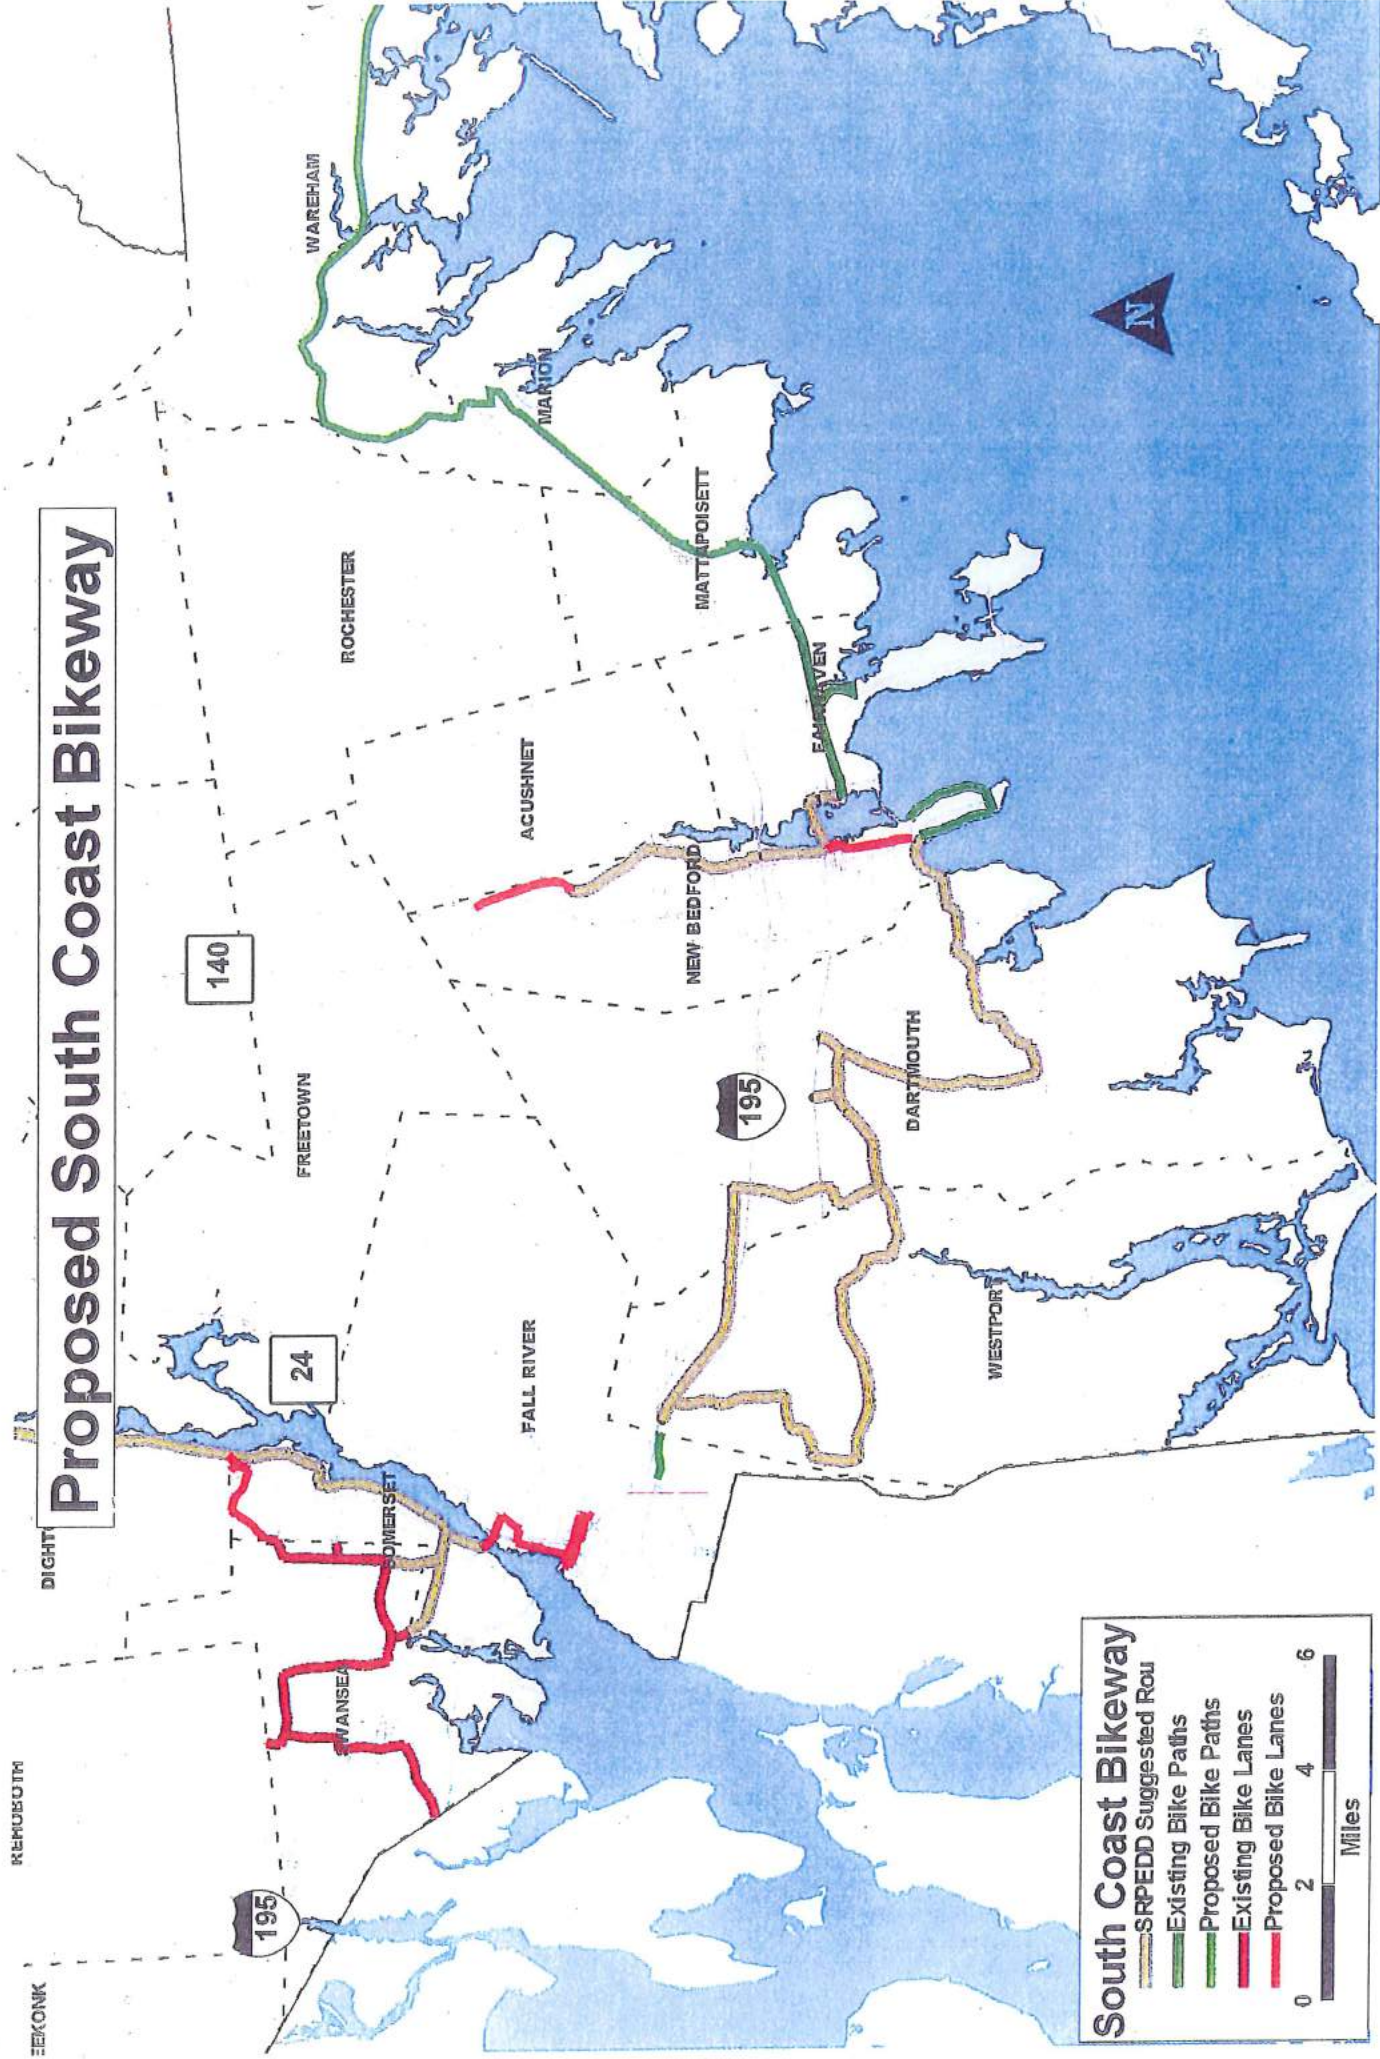 Proposed South Coast Bikeway
140
24
195
195
WAREHAM
MARION
ROCHESTER
MATTAPOISETT
ACUSHNET
FAIRHAVEN
NEW BEDFORD
FREETOWN
DARTMOUTH
FALL RIVER
WESTPORT
SOMERSET
SWANSEA
DIGHT
EEKONK
N
South Coast Bikeway
SRPEDD Suggested Rou
Existing Bike Paths
Proposed Bike Paths
Existing Bike Lanes
Proposed Bike Lanes
0 2 4 6
Miles